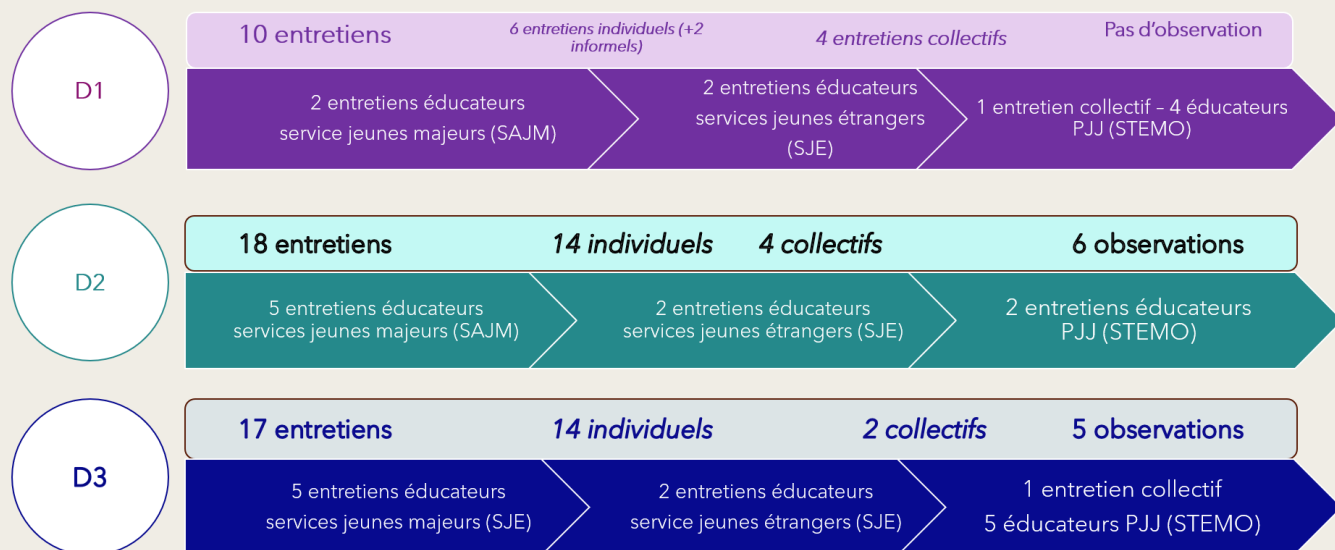 D1
10 entretiens
6 entretiens individuels (+2
informels)
4 entretiens collectifs
Pas d'observation
2 entretiens éducateurs
service jeunes majeurs (SAJM)
2 entretiens éducateurs
services jeunes étrangers
(SJE)
1 entretien collectif – 4 éducateurs
PJJ (STEMO)
D2
18 entretiens
14 individuels
4 collectifs
6 observations
5 entretiens éducateurs
services jeunes majeurs (SAJM)
2 entretiens éducateurs
services jeunes étrangers (SJE)
2 entretiens éducateurs
PJJ (STEMO)
D3
17 entretiens
14 individuels
2 collectifs
5 observations
5 entretiens éducateurs
services jeunes majeurs (SJE)
2 entretiens éducateurs
service jeunes étrangers (SJE)
1 entretien collectif
5 éducateurs PJJ (STEMO)